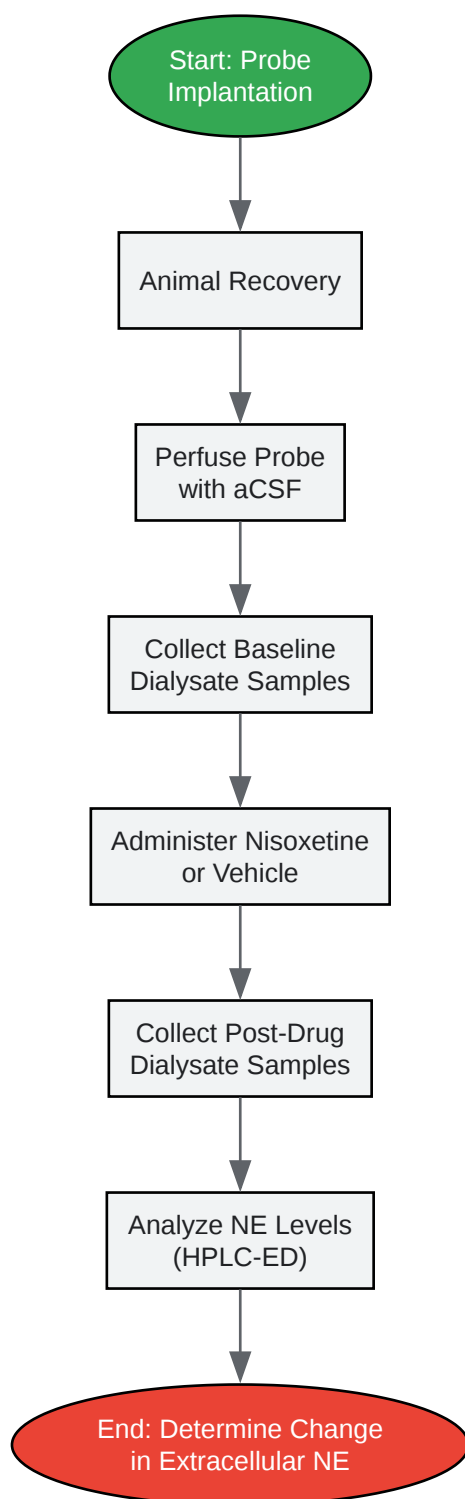 Start: Probe
Implantation
Animal Recovery
Perfuse Probe
with aCSF
Collect Baseline
Dialysate Samples
Administer Nisoxetine
or Vehicle
Collect Post-Drug
Dialysate Samples
Analyze NE Levels
(HPLC-ED)
End: Determine Change
in Extracellular NE